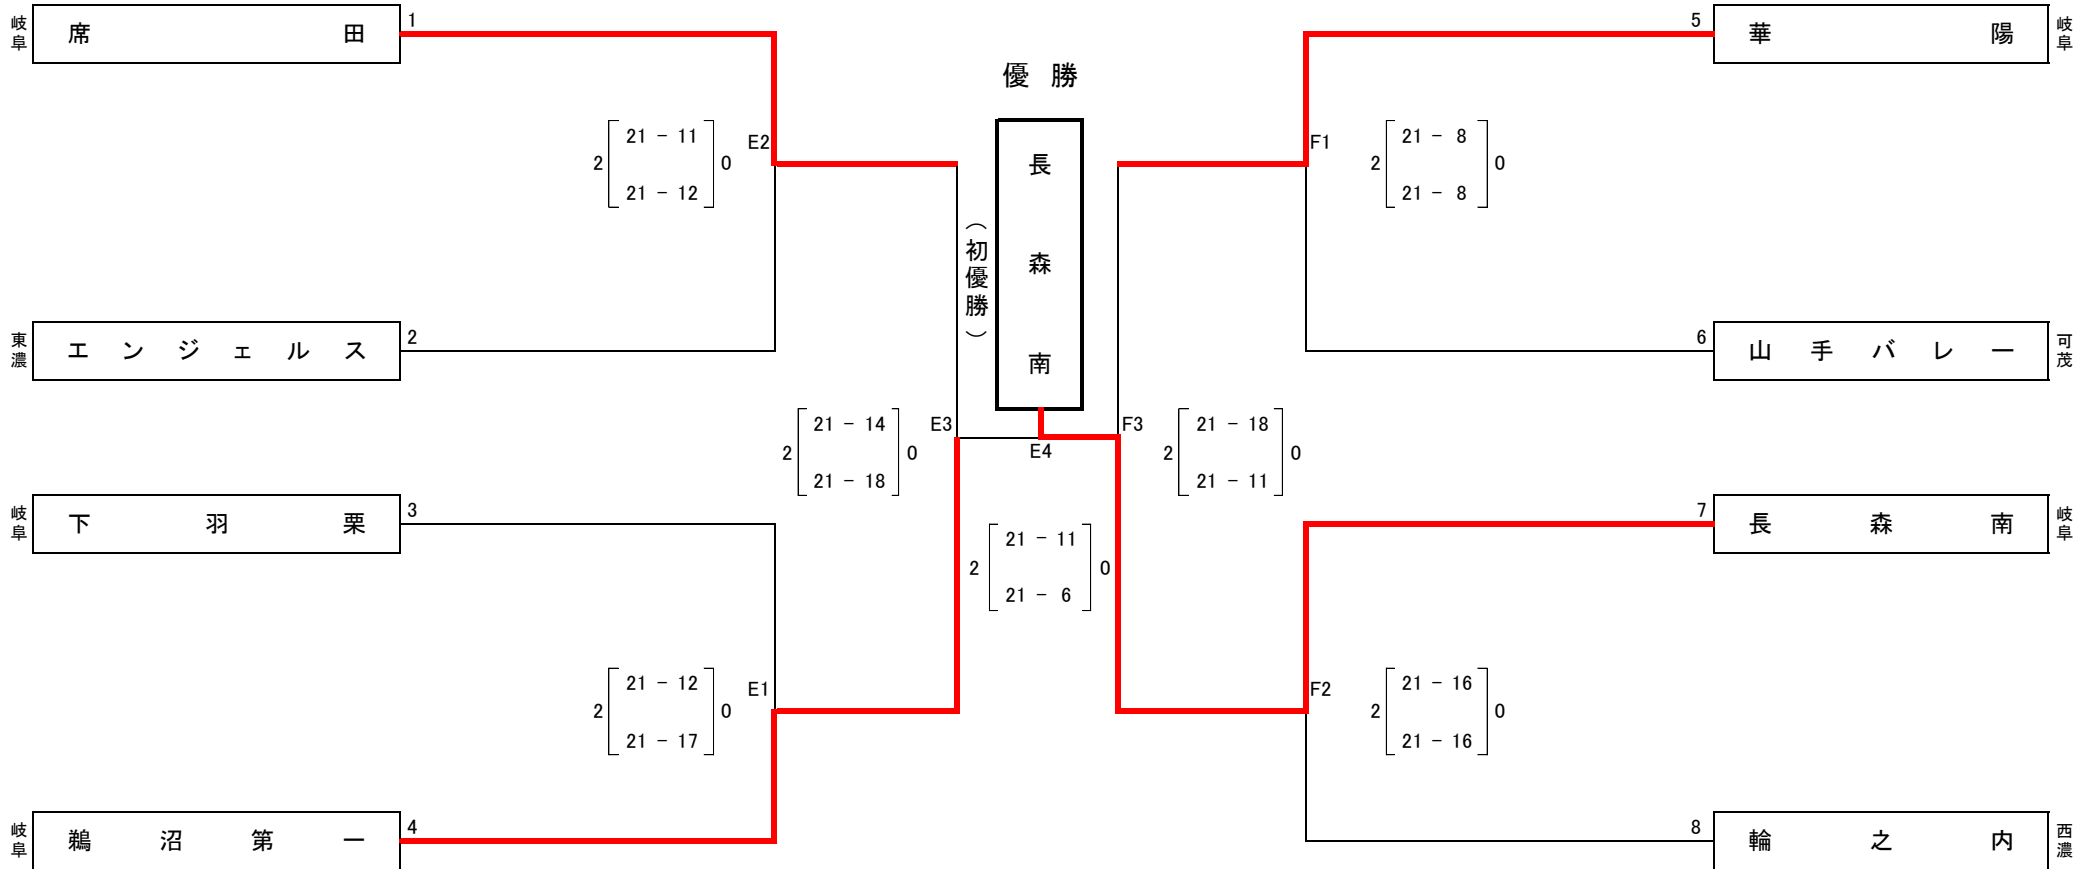 岐阜 席田 1
5 華陽 岐阜
優勝
長森南
(初優勝)
E2
2 21 - 11 0
21 - 12
F1
2 21 - 8 0
21 - 8
東濃 エンジェルス 2
6 山手バレー 可茂
E3
2 21 - 14 0
21 - 18
E4
F3
2 21 - 18 0
21 - 11
岐阜 下羽栗 3
7 長森南 岐阜
2 21 - 11 0
21 - 6
E1
2 21 - 12 0
21 - 17
F2
2 21 - 16 0
21 - 16
岐阜 鵜沼第一 4
8 輪之内 西濃